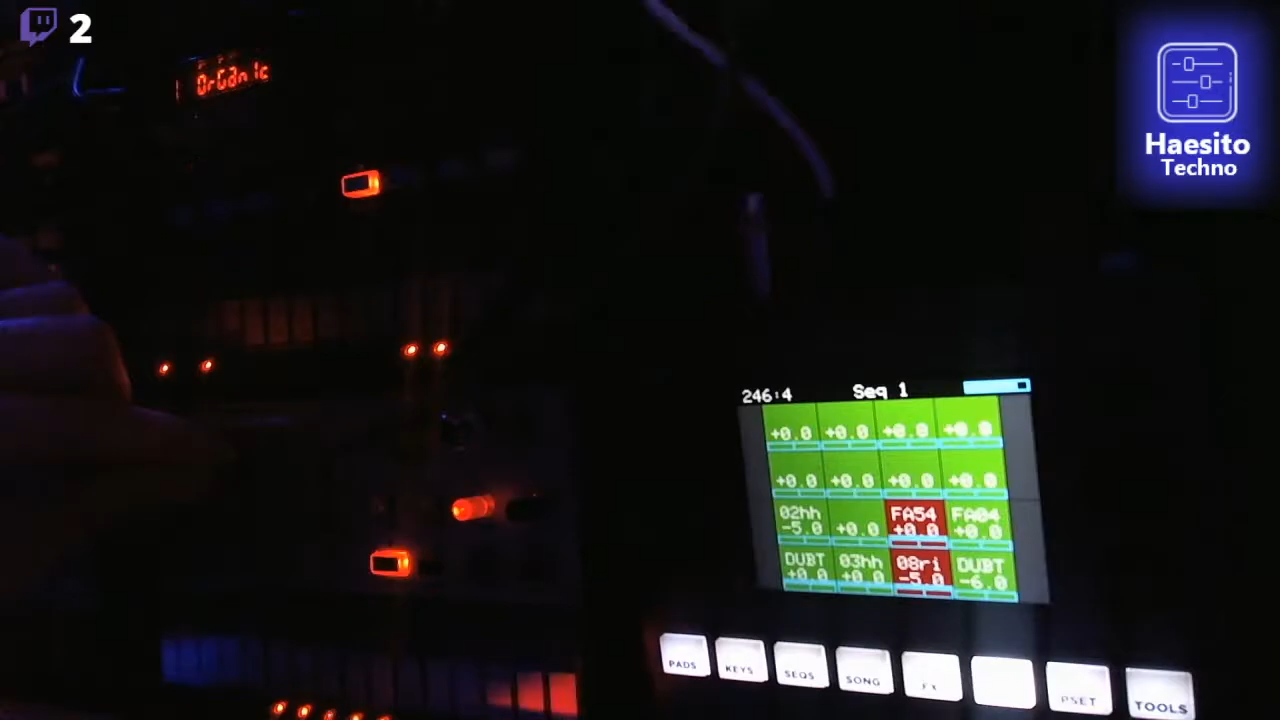 2
0rGan1c
Haesito
Techno
246:4 Seq 1
+0.0 +0.0 +0.0 +0.0
+0.0 +0.0 +0.0 +0.0
02hh FA54 FA04
-5.0 +0.0 +0.0 +0.0
DUBT 03hh 08ri DUBT
+0.0 +0.0 -5.0 -6.0
PADS KEYS SEQS SONG FX PSET TOOLS